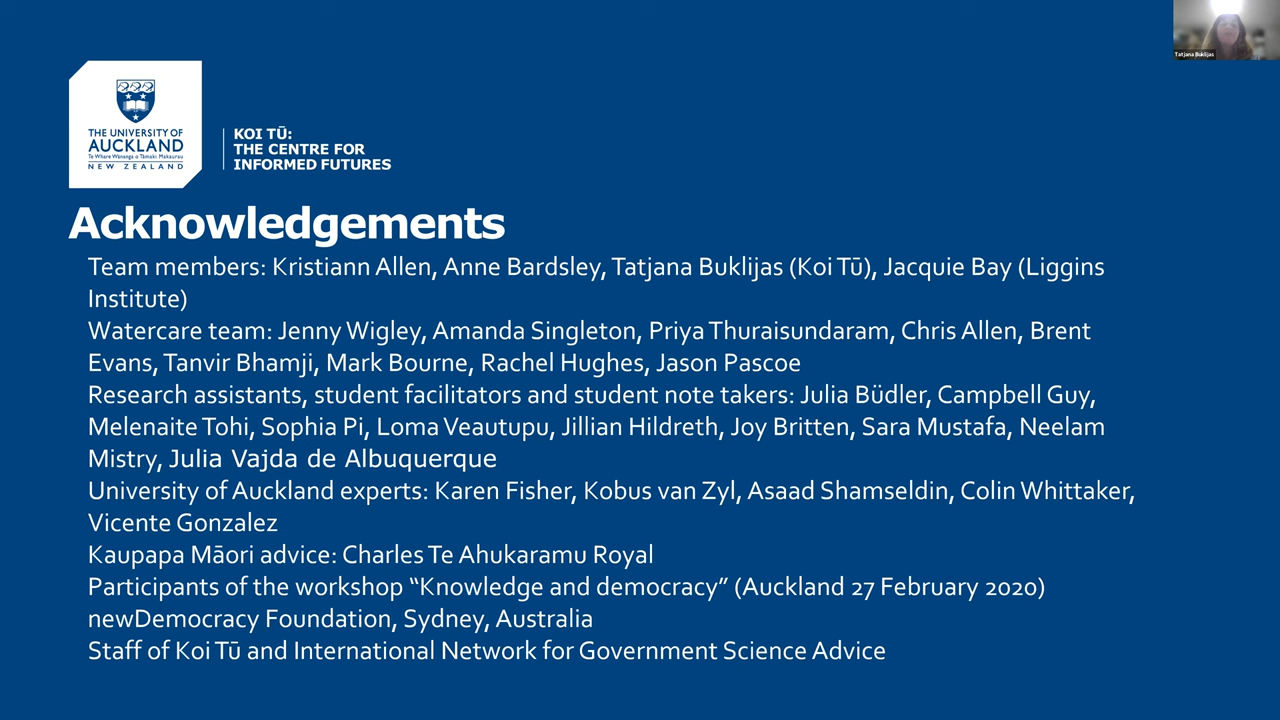 Tatjana Buklijas
THE UNIVERSITY OF
AUCKLAND
Te Whare Wānanga o Tāmaki Makaurau
NEW ZEALAND
KOI TŪ:
THE CENTRE FOR
INFORMED FUTURES
Acknowledgements
Team members: Kristiann Allen, Anne Bardsley, Tatjana Buklijas (Koi Tū), Jacquie Bay (Liggins
Institute)
Watercare team: Jenny Wigley, Amanda Singleton, Priya Thuraisundaram, Chris Allen, Brent
Evans, Tanvir Bhamji, Mark Bourne, Rachel Hughes, Jason Pascoe
Research assistants, student facilitators and student note takers: Julia Büdler, Campbell Guy,
Melenaite Tohi, Sophia Pi, Loma Veautupu, Jillian Hildreth, Joy Britten, Sara Mustafa, Neelam
Mistry, Julia Vajda de Albuquerque
University of Auckland experts: Karen Fisher, Kobus van Zyl, Asaad Shamseldin, Colin Whittaker,
Vicente Gonzalez
Kaupapa Māori advice: Charles Te Ahukaramu Royal
Participants of the workshop “Knowledge and democracy” (Auckland 27 February 2020)
newDemocracy Foundation, Sydney, Australia
Staff of Koi Tū and International Network for Government Science Advice